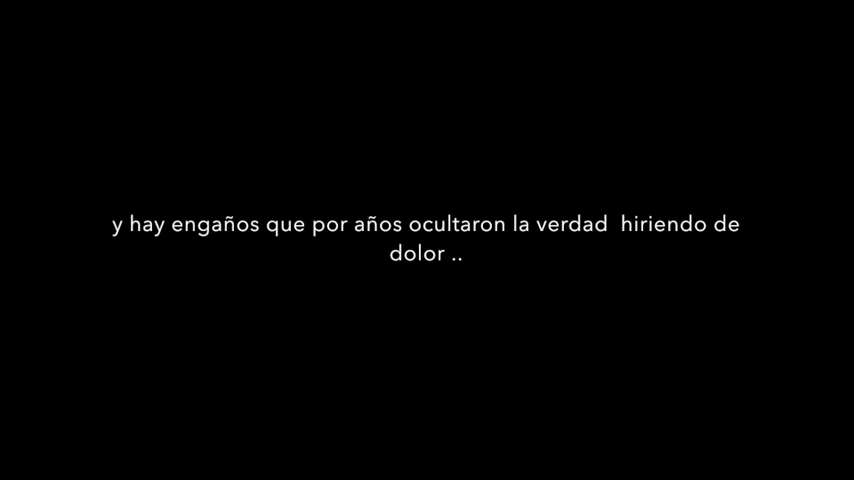 y hay engaños que por años ocultaron la verdad  hiriendo de
dolor ..